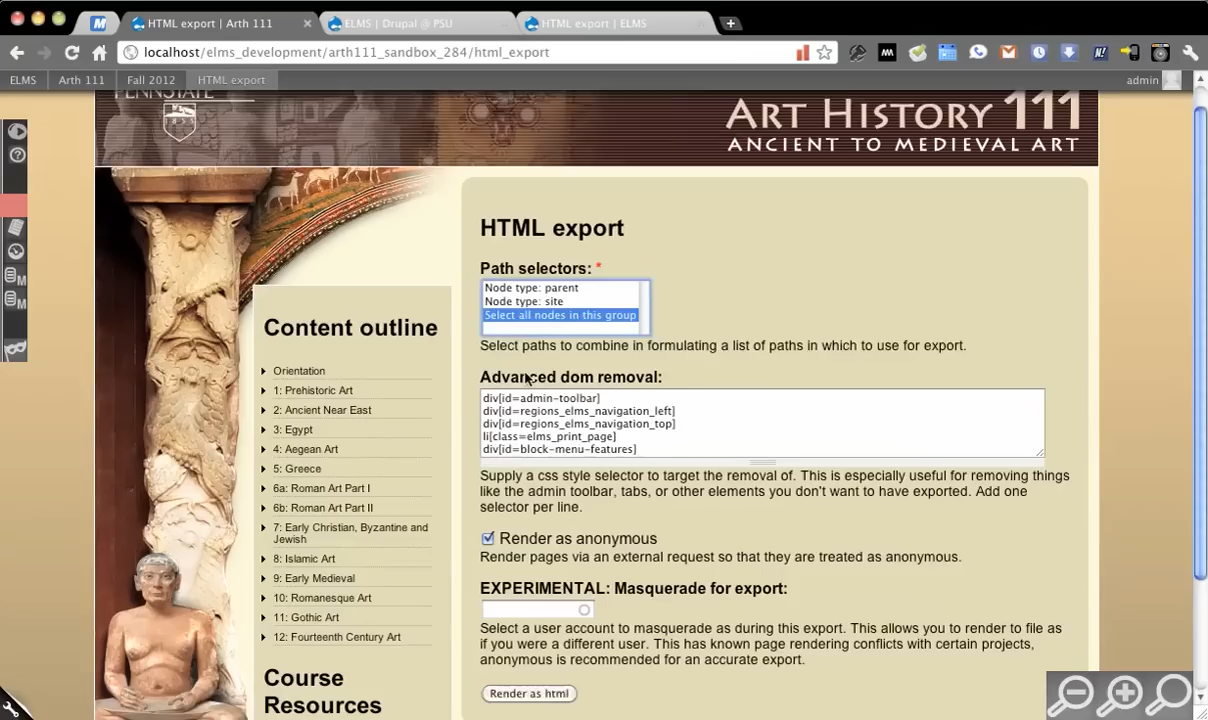 HTML export | Arth 111
ELMS | Drupal @ PSU
HTML export | ELMS
localhost/elms_development/arth111_sandbox_284/html_export
ELMS Arth 111 Fall 2012 HTML export admin
PENNSTATE
1855
ART HISTORY 111
ANCIENT TO MEDIEVAL ART
Content outline
Orientation
1: Prehistoric Art
2: Ancient Near East
3: Egypt
4: Aegean Art
5: Greece
6a: Roman Art Part I
6b: Roman Art Part II
7: Early Christian, Byzantine and
Jewish
8: Islamic Art
9: Early Medieval
10: Romanesque Art
11: Gothic Art
12: Fourteenth Century Art
Course
Resources
HTML export
Path selectors: *
Node type: parent
Node type: site
Select all nodes in this group
Select paths to combine in formulating a list of paths in which to use for export.
Advanced dom removal:
div[id=admin-toolbar]
div[id=regions_elms_navigation_left]
div[id=regions_elms_navigation_top]
li[class=elms_print_page]
div[id=block-menu-features]
Supply a css style selector to target the removal of. This is especially useful for removing things
like the admin toolbar, tabs, or other elements you don't want to have exported. Add one
selector per line.
Render as anonymous
Render pages via an external request so that they are treated as anonymous.
EXPERIMENTAL: Masquerade for export:
Select a user account to masquerade as during this export. This allows you to render to file as
if you were a different user. This has known page rendering conflicts with certain projects,
anonymous is recommended for an accurate export.
Render as html